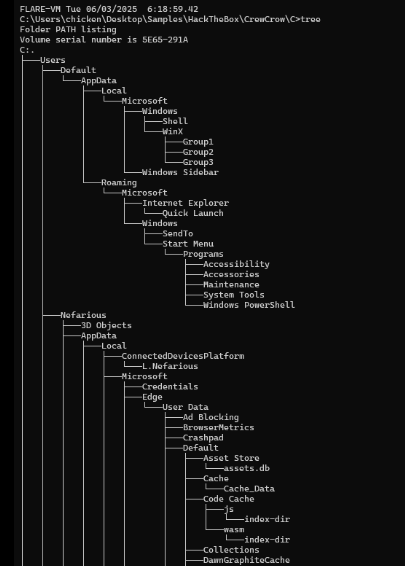 FLARE-VM Tue 06/03/2025  6:18:59.42
C:\Users\chicken\Desktop\Samples\HackTheBox\CrewCrow\C>tree
Folder PATH listing
Volume serial number is 5E65-291A
C:.
├───Users
│   ├───Default
│   │   └───AppData
│   │       ├───Local
│   │       │   └───Microsoft
│   │       │       ├───Windows
│   │       │       │   ├───Shell
│   │       │       │   └───WinX
│   │       │       │       ├───Group1
│   │       │       │       ├───Group2
│   │       │       │       └───Group3
│   │       │       └───Windows Sidebar
│   │       └───Roaming
│   │           └───Microsoft
│   │               ├───Internet Explorer
│   │               │   └───Quick Launch
│   │               └───Windows
│   │                   ├───SendTo
│   │                   └───Start Menu
│   │                       └───Programs
│   │                           ├───Accessibility
│   │                           ├───Accessories
│   │                           ├───Maintenance
│   │                           ├───System Tools
│   │                           └───Windows PowerShell
│   ├───Nefarious
│   │   ├───3D Objects
│   │   ├───AppData
│   │   │   ├───Local
│   │   │   │   ├───ConnectedDevicesPlatform
│   │   │   │   │   └───L.Nefarious
│   │   │   │   ├───Microsoft
│   │   │   │   │   ├───Credentials
│   │   │   │   │   ├───Edge
│   │   │   │   │   │   └───User Data
│   │   │   │   │   │       ├───Ad Blocking
│   │   │   │   │   │       ├───BrowserMetrics
│   │   │   │   │   │       ├───Crashpad
│   │   │   │   │   │       ├───Default
│   │   │   │   │   │       │   ├───Asset Store
│   │   │   │   │   │       │   │   └───assets.db
│   │   │   │   │   │       │   ├───Cache
│   │   │   │   │   │       │   │   └───Cache_Data
│   │   │   │   │   │       │   ├───Code Cache
│   │   │   │   │   │       │   │   ├───js
│   │   │   │   │   │       │   │   │   └───index-dir
│   │   │   │   │   │       │   │   └───wasm
│   │   │   │   │   │       │   │       └───index-dir
│   │   │   │   │   │       │   ├───Collections
│   │   │   │   │   │       │   ├───DawnGraphiteCache